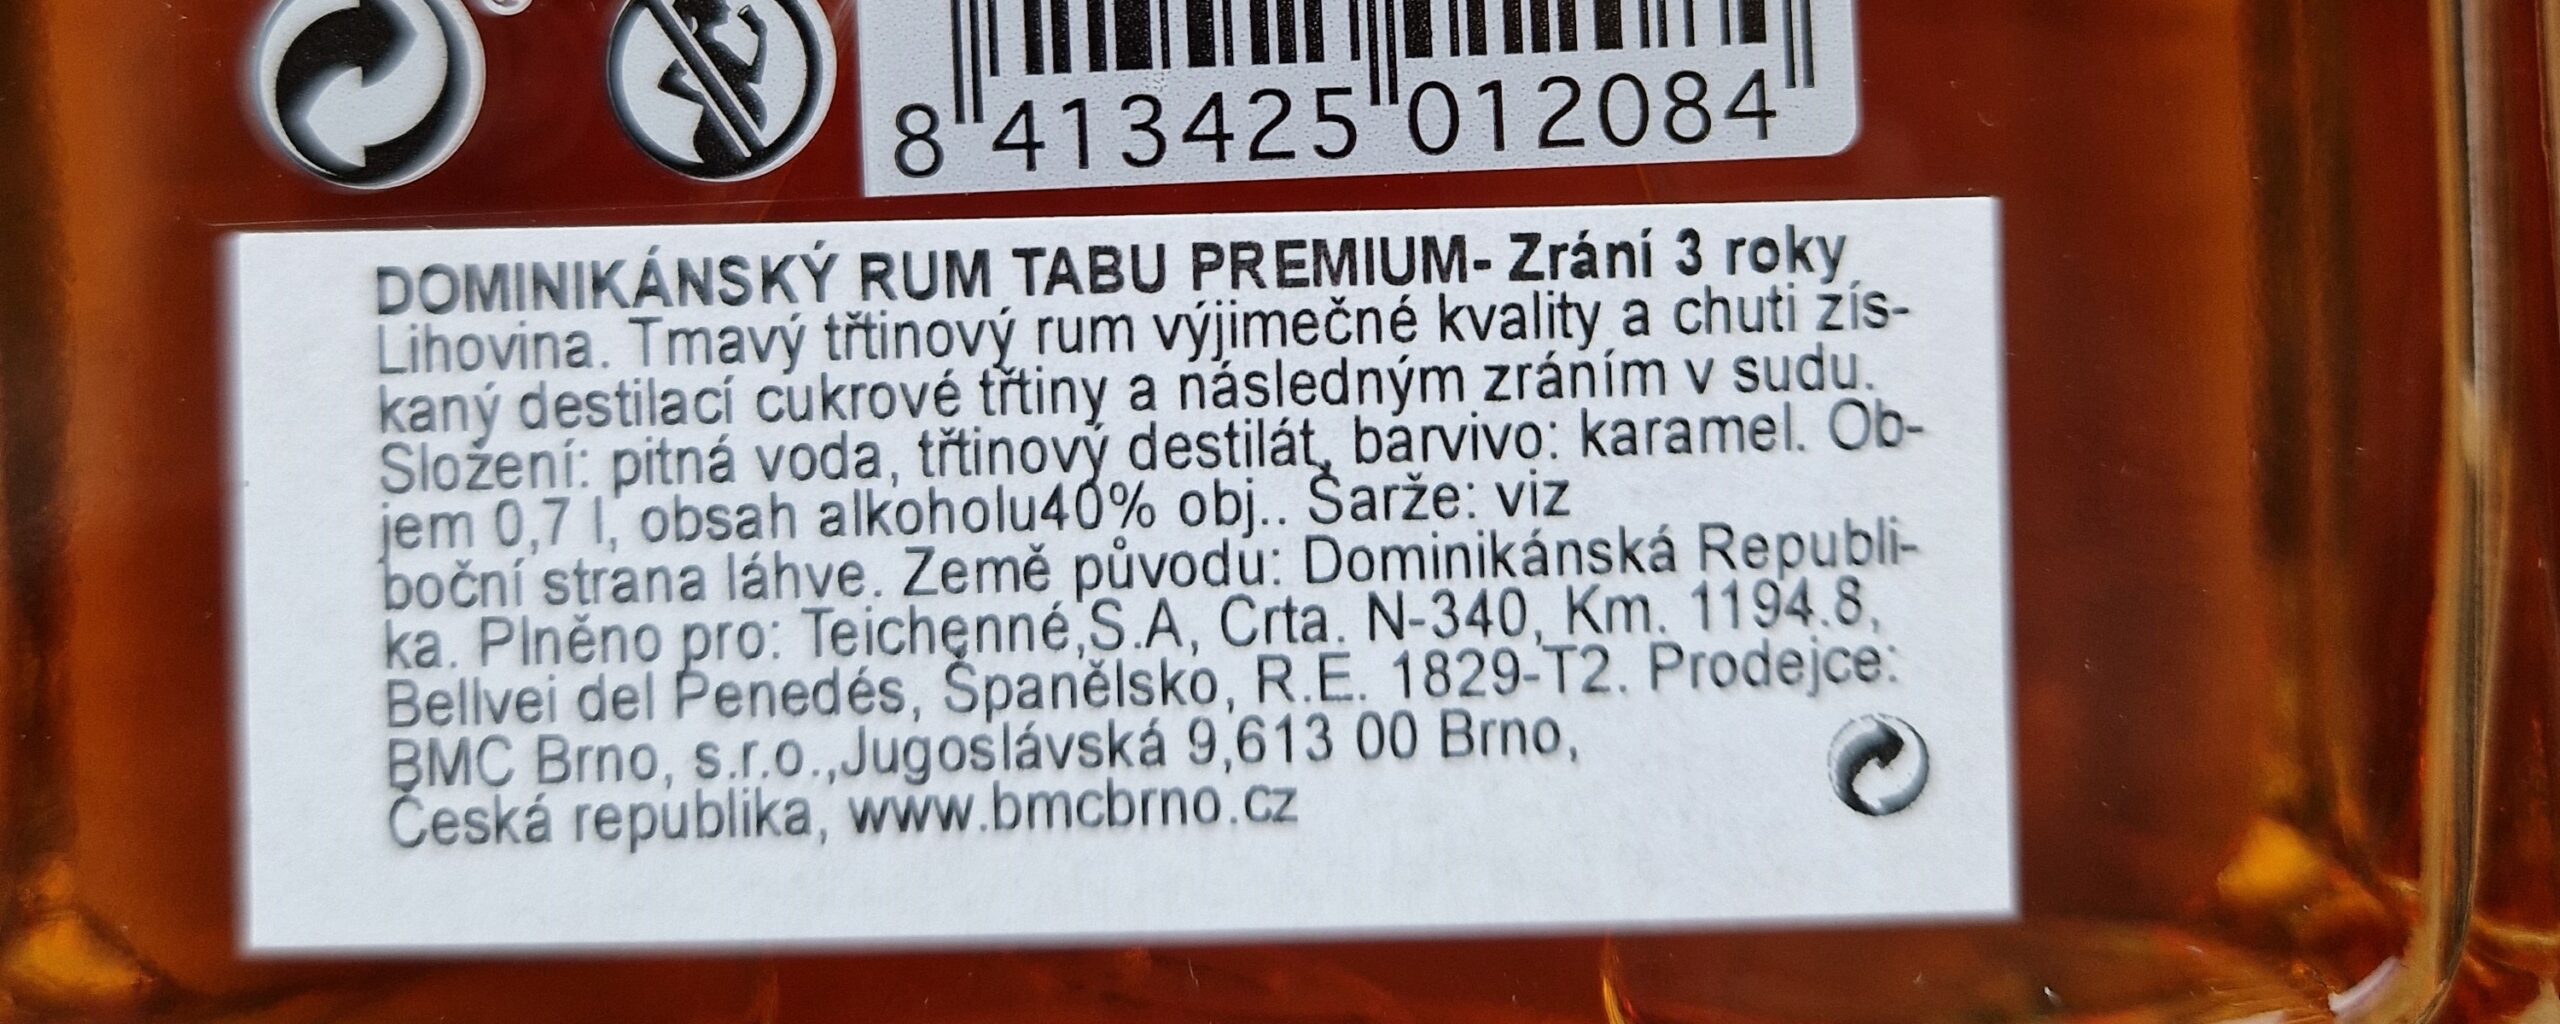 8 413425 012084
DOMINIKÁNSKÝ RUM TABU PREMIUM- Zrání 3 roky
Lihovina. Tmavý třtinový rum výjimečné kvality a chuti zís-
kaný destilací cukrové třtiny a následným zráním v sudu.
Složení: pitná voda, třtinový destilát, barvivo: karamel. Ob-
jem 0,7 l, obsah alkoholu40% obj.. Šarže: viz
boční strana láhve. Země původu: Dominikánská Republi-
ka. Plněno pro: Teichenné,S.A, Crta. N-340, Km. 1194.8,
Bellvei del Penedés, Španělsko, R.E. 1829-T2. Prodejce:
BMC Brno, s.r.o.,Jugoslávská 9,613 00 Brno,
Česká republika, www.bmcbrno.cz